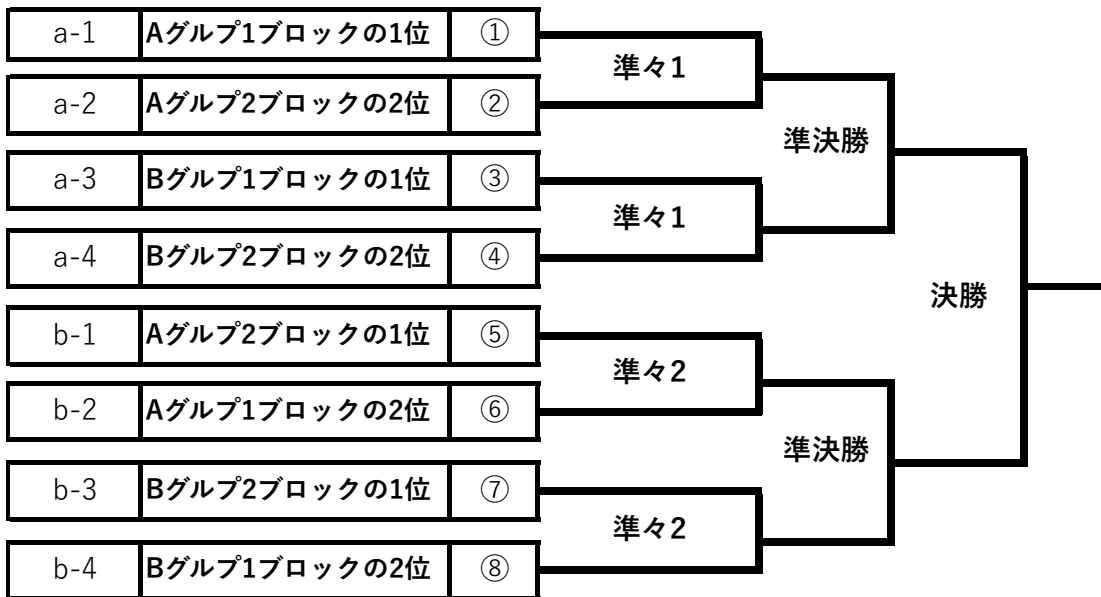 a-1 Aグルプ1ブロックの1位 ①
準々1
a-2 Aグルプ2ブロックの2位 ②
準決勝
a-3 Bグルプ1ブロックの1位 ③
準々1
a-4 Bグルプ2ブロックの2位 ④
決勝
b-1 Aグルプ2ブロックの1位 ⑤
準々2
b-2 Aグルプ1ブロックの2位 ⑥
準決勝
b-3 Bグルプ2ブロックの1位 ⑦
準々2
b-4 Bグルプ1ブロックの2位 ⑧